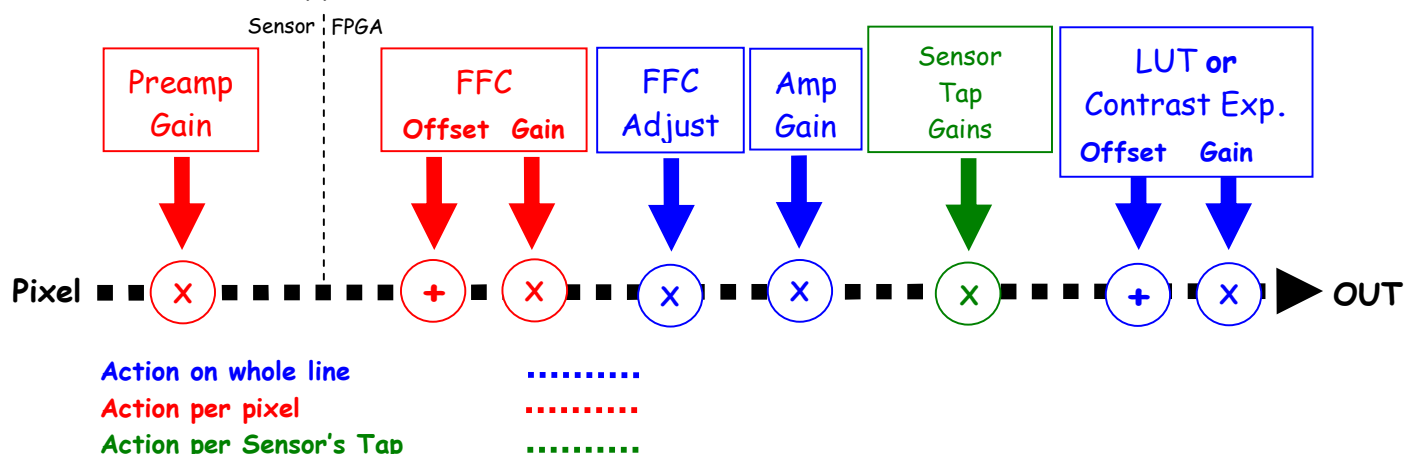 Sensor FPGA
Preamp
Gain
FFC
Offset Gain
FFC
Adjust
Amp
Gain
Sensor
Tap
Gains
LUT or
Contrast Exp.
Offset Gain
Pixel X + X X X X + X OUT
Action on whole line
Action per pixel
Action per Sensor's Tap